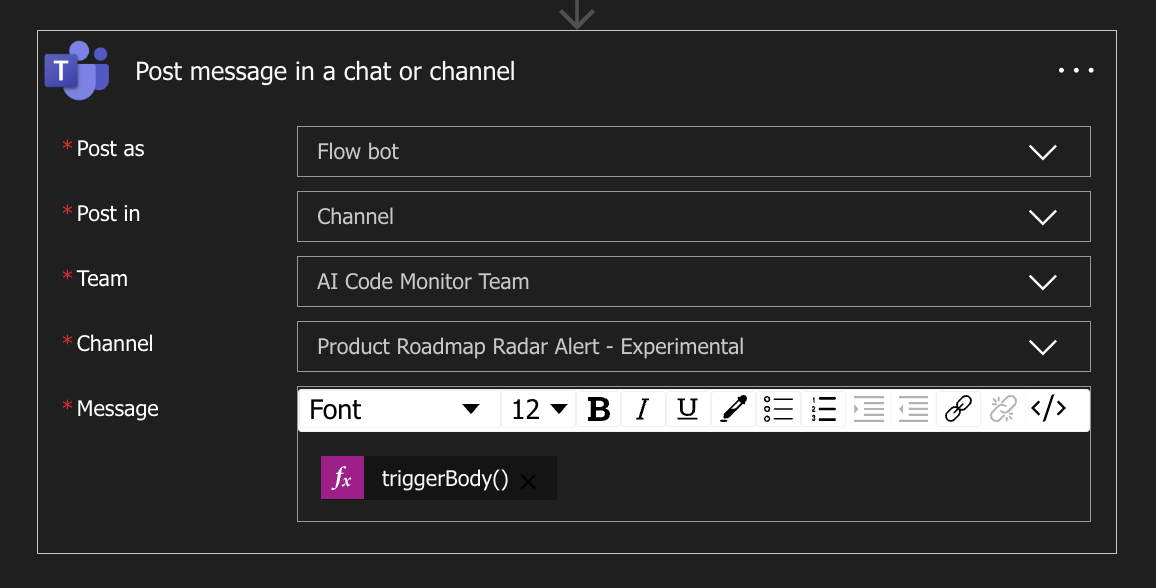 T Post message in a chat or channel ...
* Post as Flow bot
* Post in Channel
* Team AI Code Monitor Team
* Channel Product Roadmap Radar Alert - Experimental
* Message Font 12 B I U </>
fx triggerBody() ×